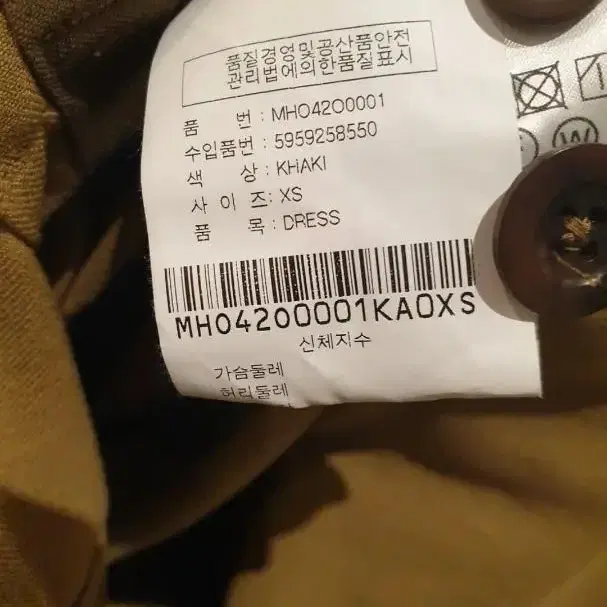 품질경영및공산품안전
관리법에의한품질표시
품 번 : MHO42O0001
수입품번 : 5959258550
색 상 : KHAKI
사 이 즈: XS
품 목 : DRESS
MHO42O0001KAOXS
신체지수
가슴둘레
허리둘레
W